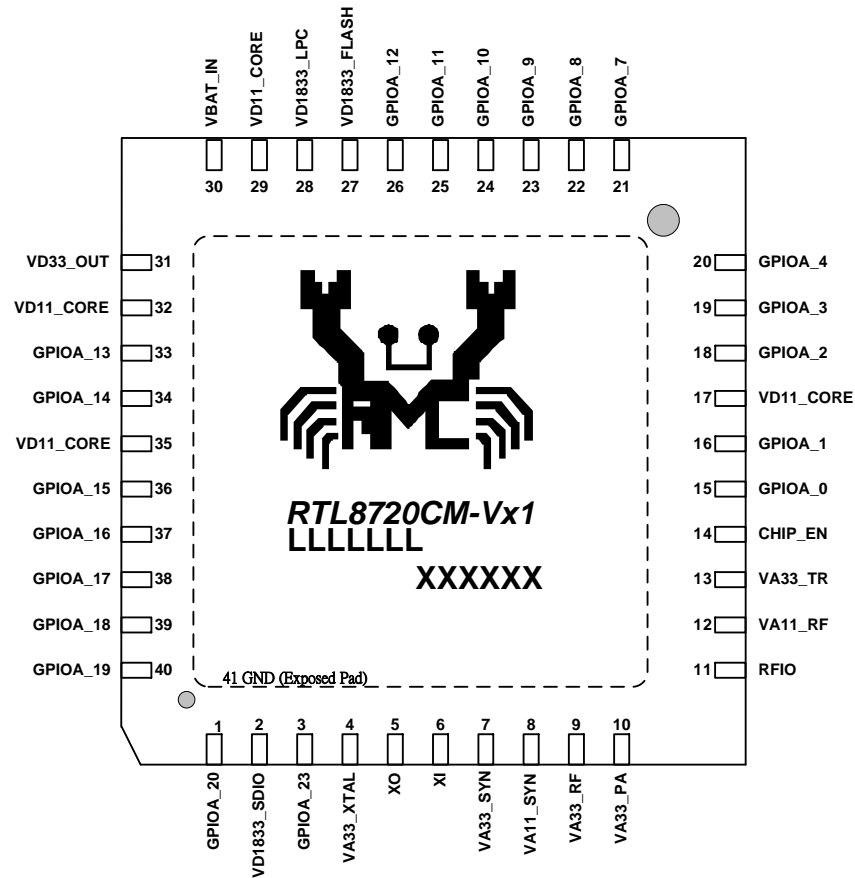 VBAT_IN
VD11_CORE
VD1833_LPC
VD1833_FLASH
GPIOA_12
GPIOA_11
GPIOA_10
GPIOA_9
GPIOA_8
GPIOA_7
30 29 28 27 26 25 24 23 22 21
VD33_OUT 31
20 GPIOA_4
VD11_CORE 32
19 GPIOA_3
GPIOA_13 33
18 GPIOA_2
GPIOA_14 34
17 VD11_CORE
VD11_CORE 35
16 GPIOA_1
GPIOA_15 36
15 GPIOA_0
GPIOA_16 37
14 CHIP_EN
GPIOA_17 38
13 VA33_TR
GPIOA_18 39
12 VA11_RF
GPIOA_19 40
11 RFIO
AMC
RTL8720CM-Vx1
LLLLLLL
XXXXXX
41 GND (Exposed Pad)
1 2 3 4 5 6 7 8 9 10
GPIOA_20
VD1833_SDIO
GPIOA_23
VA33_XTAL
XO
XI
VA33_SYN
VA11_SYN
VA33_RF
VA33_PA